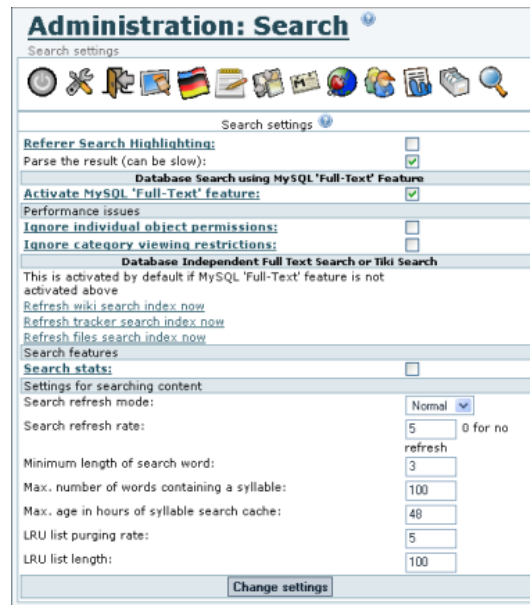 Administration: Search
Search settings
Search settings
Referer Search Highlighting:
Parse the result (can be slow):
Database Search using MySQL 'Full-Text' Feature
Activate MySQL 'Full-Text' feature:
Performance issues
Ignore individual object permissions:
Ignore category viewing restrictions:
Database Independent Full Text Search or Tiki Search
This is activated by default if MySQL 'Full-Text' feature is not
activated above
Refresh wiki search index now
Refresh tracker search index now
Refresh files search index now
Search features
Search stats:
Settings for searching content
Search refresh mode: Normal
Search refresh rate: 5 0 for no
refresh
Minimum length of search word: 3
Max. number of words containing a syllable: 100
Max. age in hours of syllable search cache: 48
LRU list purging rate: 5
LRU list length: 100
Change settings